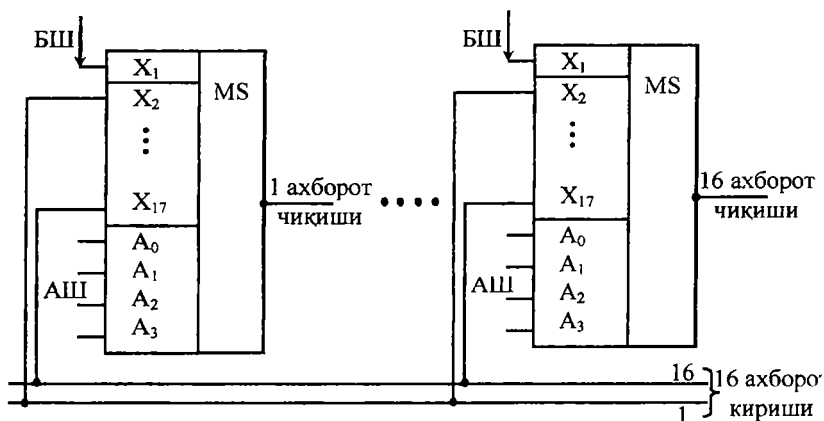 БШ
X₁
X₂
MS
X₁₇
A₀
A₁
АШ
A₂
A₃
1 ахборот
чиқиши
БШ
X₁
X₂
MS
X₁₇
A₀
A₁
АШ
A₂
A₃
16 ахборот
чиқиши
16
1
16 ахборот
кириши